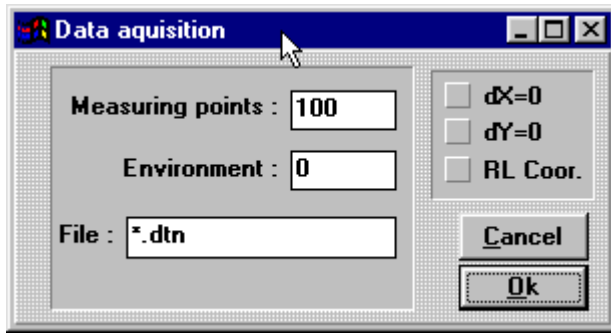 Data aquisition
Measuring points : 100
Environment : 0
File : *.dtn
dX=0
dY=0
RL Coor.
Cancel
Ok